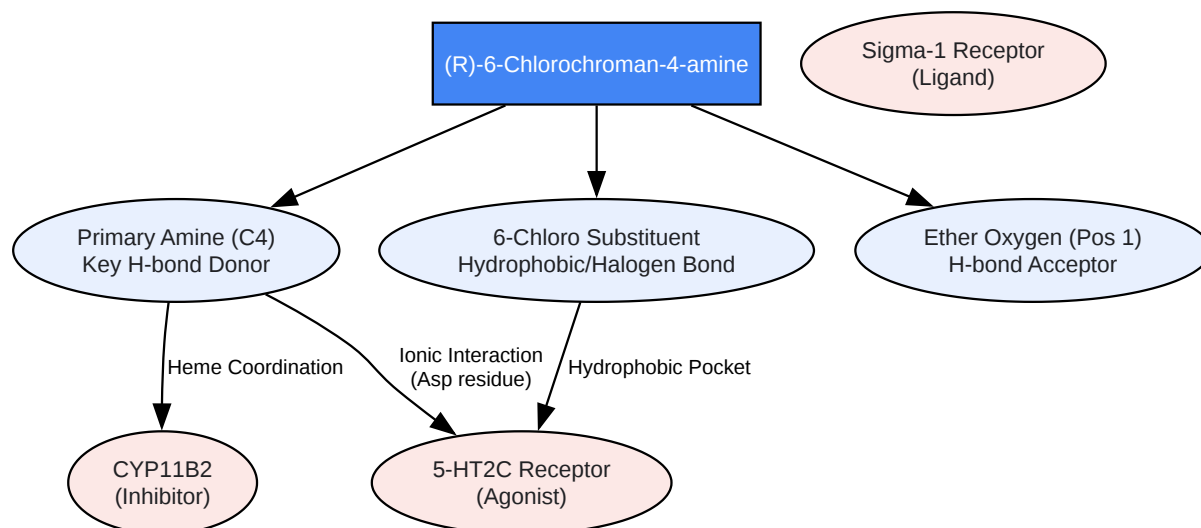 (R)-6-Chlorochroman-4-amine
Sigma-1 Receptor
(Ligand)
Primary Amine (C4)
Key H-bond Donor
6-Chloro Substituent
Hydrophobic/Halogen Bond
Ether Oxygen (Pos 1)
H-bond Acceptor
Heme Coordination
Ionic Interaction
(Asp residue)
Hydrophobic Pocket
CYP11B2
(Inhibitor)
5-HT2C Receptor
(Agonist)